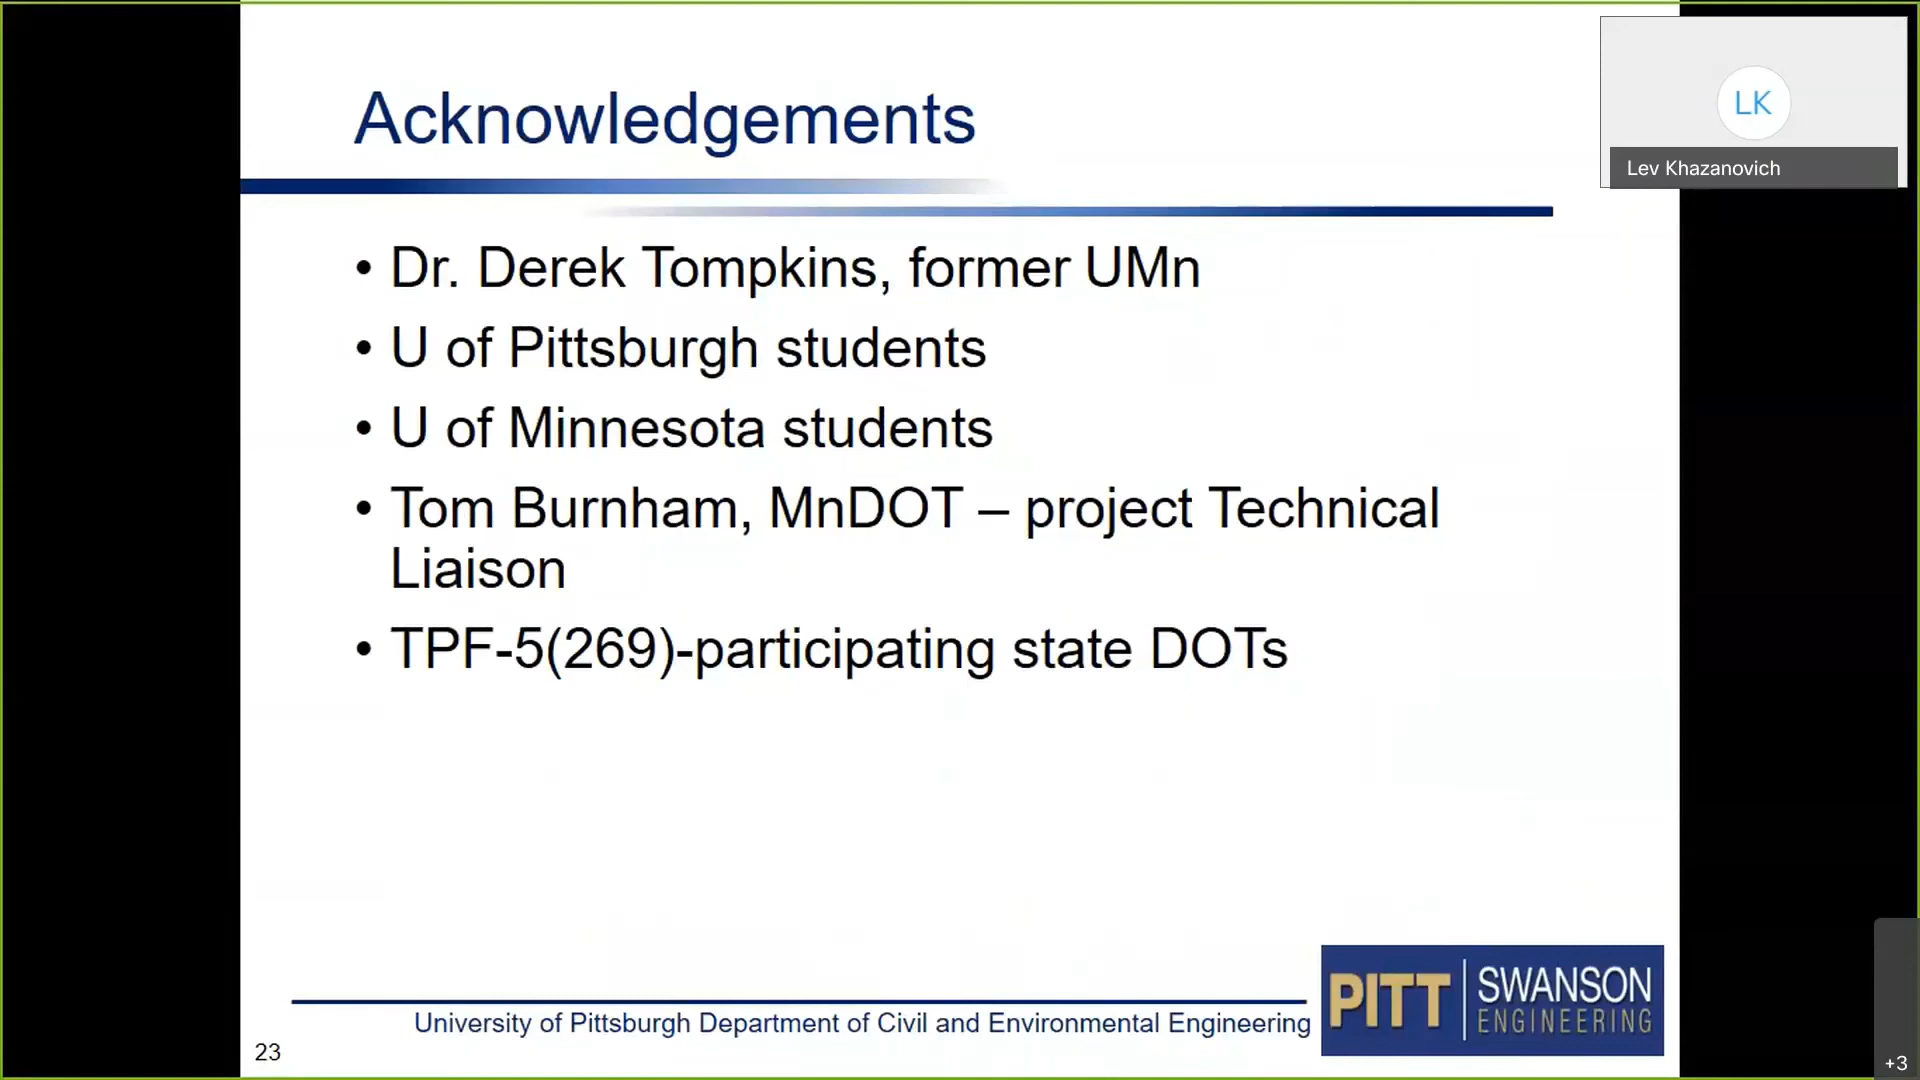 Acknowledgements
LK
Lev Khazanovich
• Dr. Derek Tompkins, former UMn
• U of Pittsburgh students
• U of Minnesota students
• Tom Burnham, MnDOT – project Technical
Liaison
• TPF-5(269)-participating state DOTs
University of Pittsburgh Department of Civil and Environmental Engineering
PITT
SWANSON
ENGINEERING
23
+3